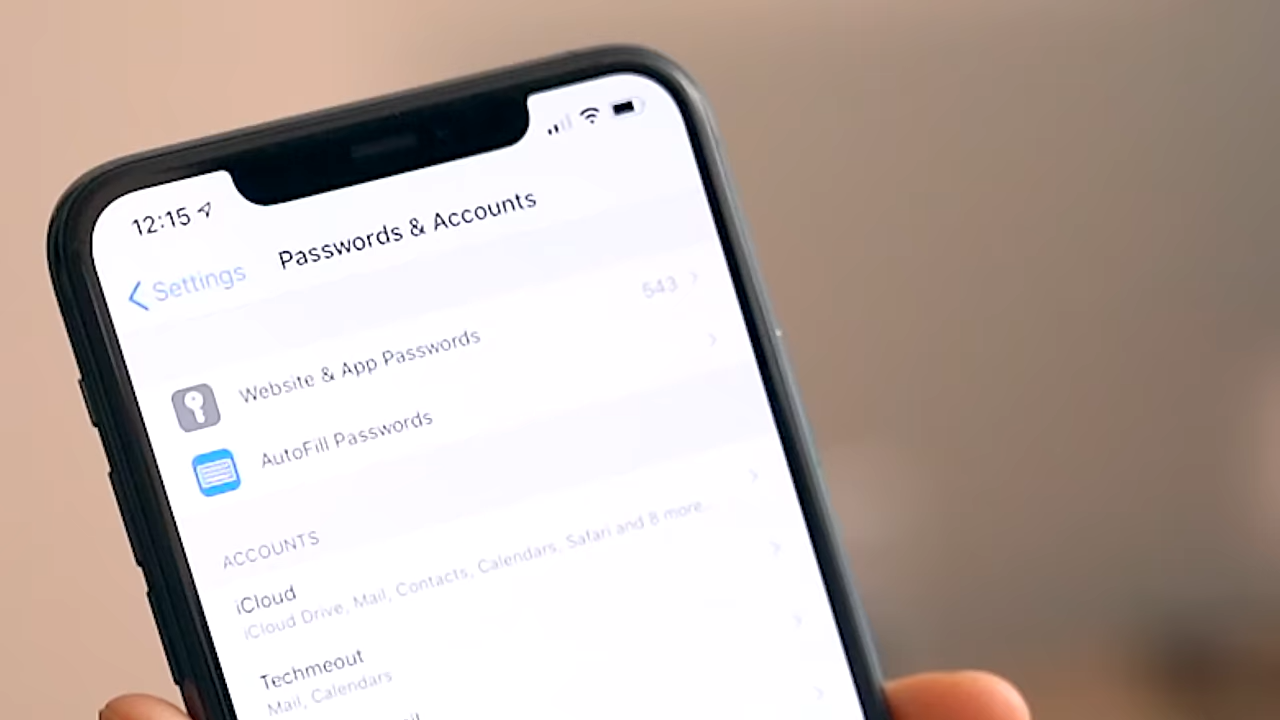 12:15
Settings
Passwords & Accounts
Website & App Passwords 543
AutoFill Passwords
ACCOUNTS
iCloud
iCloud Drive, Mail, Contacts, Calendars, Safari and 8 more...
Techmeout
Mail, Calendars